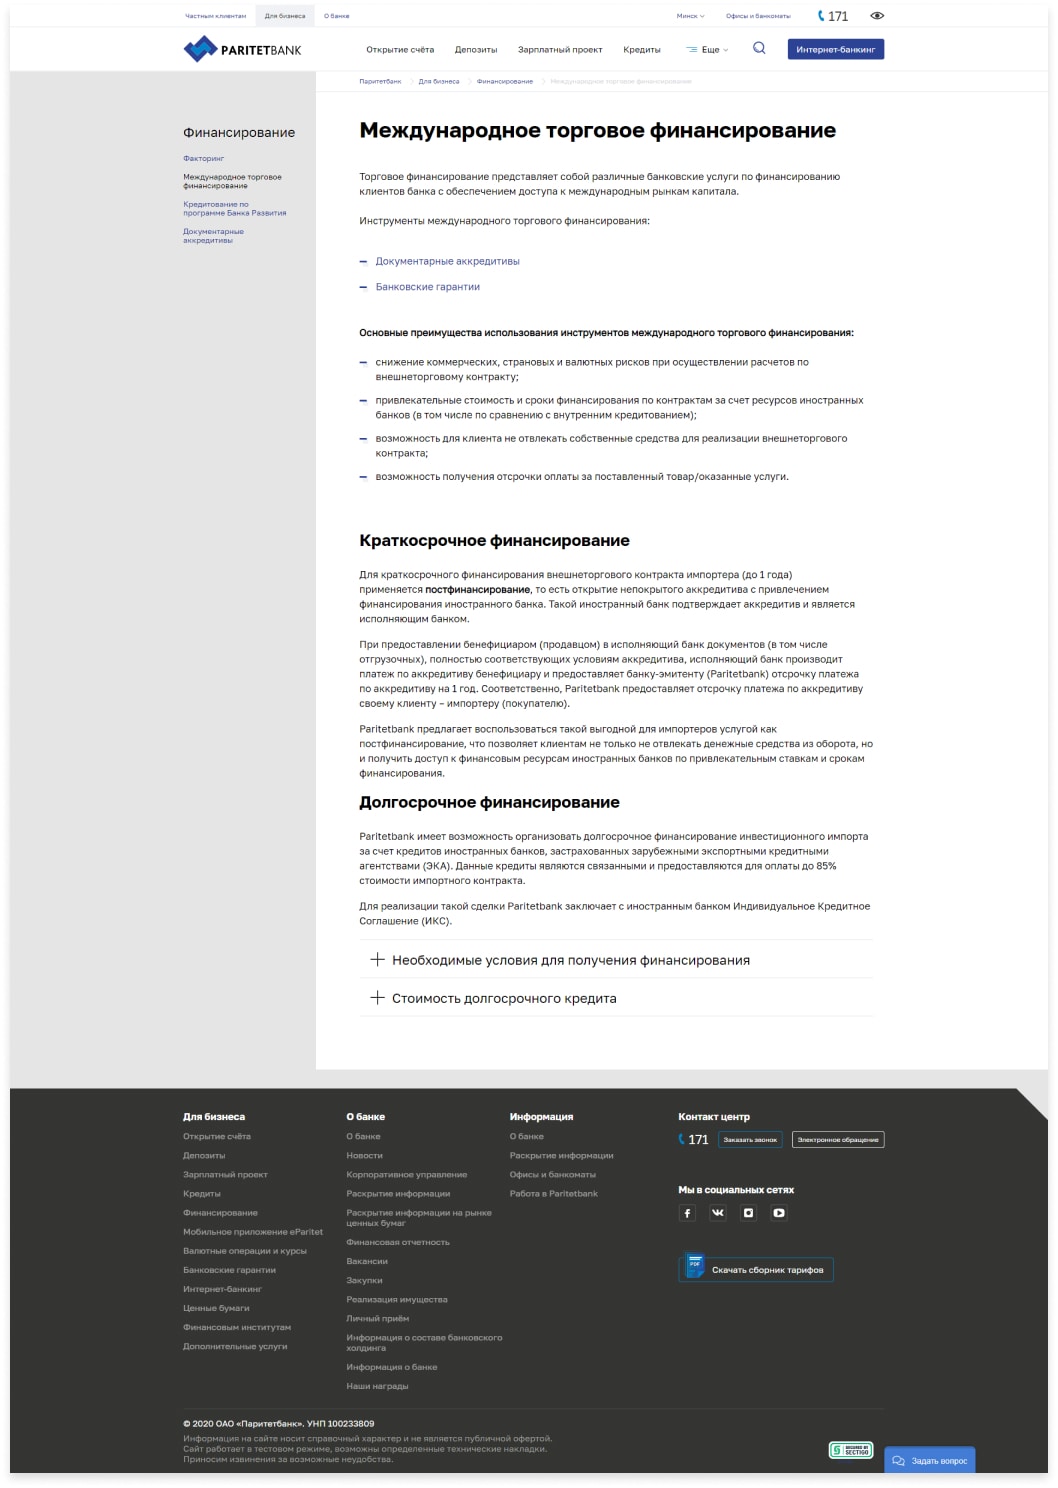 Частным клиентам
Для бизнеса
О банке
Минск
Офисы и банкоматы
171
PARITETBANK
Открытие счёта
Депозиты
Зарплатный проект
Кредиты
Еще
Интернет-банкинг
Паритетбанк
Для бизнеса
Финансирование
Международное торговое финансирование
Финансирование
Факторинг
Международное торговое
финансирование
Кредитование по
программе Банка Развития
Документарные
аккредитивы
Международное торговое финансирование
Торговое финансирование представляет собой различные банковские услуги по финансированию
клиентов банка с обеспечением доступа к международным рынкам капитала.
Инструменты международного торгового финансирования:
Документарные аккредитивы
Банковские гарантии
Основные преимущества использования инструментов международного торгового финансирования:
снижение коммерческих, страновых и валютных рисков при осуществлении расчетов по
внешнеторговому контракту;
привлекательные стоимость и сроки финансирования по контрактам за счет ресурсов иностранных
банков (в том числе по сравнению с внутренним кредитованием);
возможность для клиента не отвлекать собственные средства для реализации внешнеторгового
контракта;
возможность получения отсрочки оплаты за поставленный товар/оказанные услуги.
Краткосрочное финансирование
Для краткосрочного финансирования внешнеторгового контракта импортера (до 1 года)
применяется постфинансирование, то есть открытие непокрытого аккредитива с привлечением
финансирования иностранного банка. Такой иностранный банк подтверждает аккредитив и является
исполняющим банком.
При предоставлении бенефициаром (продавцом) в исполняющий банк документов (в том числе
отгрузочных), полностью соответствующих условиям аккредитива, исполняющий банк производит
платеж по аккредитиву бенефициару и предоставляет банку-эмитенту (Paritetbank) отсрочку платежа
по аккредитиву на 1 год. Соответственно, Paritetbank предоставляет отсрочку платежа по аккредитиву
своему клиенту – импортеру (покупателю).
Paritetbank предлагает воспользоваться такой выгодной для импортеров услугой как
постфинансирование, что позволяет клиентам не только не отвлекать денежные средства из оборота, но
и получить доступ к финансовым ресурсам иностранных банков по привлекательным ставкам и срокам
финансирования.
Долгосрочное финансирование
Paritetbank имеет возможность организовать долгосрочное финансирование инвестиционного импорта
за счет кредитов иностранных банков, застрахованных зарубежными экспортными кредитными
агентствами (ЭКА). Данные кредиты являются связанными и предоставляются для оплаты до 85%
стоимости импортного контракта.
Для реализации такой сделки Paritetbank заключает с иностранным банком Индивидуальное Кредитное
Соглашение (ИКС).
Необходимые условия для получения финансирования
Стоимость долгосрочного кредита
Для бизнеса
Открытие счёта
Депозиты
Зарплатный проект
Кредиты
Финансирование
Мобильное приложение eParitet
Валютные операции и курсы
Банковские гарантии
Интернет-банкинг
Ценные бумаги
Финансовым институтам
Дополнительные услуги
О банке
О банке
Новости
Корпоративное управление
Раскрытие информации
Раскрытие информации на рынке
ценных бумаг
Финансовая отчетность
Вакансии
Закупки
Реализация имущества
Личный приём
Информация о составе банковского
холдинга
Информация о банке
Наши награды
Информация
О банке
Раскрытие информации
Офисы и банкоматы
Работа в Paritetbank
Контакт центр
171
Заказать звонок
Электронное обращение
Мы в социальных сетях
PDF
Скачать сборник тарифов
© 2020 ОАО «Паритетбанк». УНП 100233809
Информация на сайте носит справочный характер и не является публичной офертой.
Сайт работает в тестовом режиме, возможны определенные технические накладки.
Приносим извинения за возможные неудобства.
SECURED BY
SECTIGO
Задать вопрос